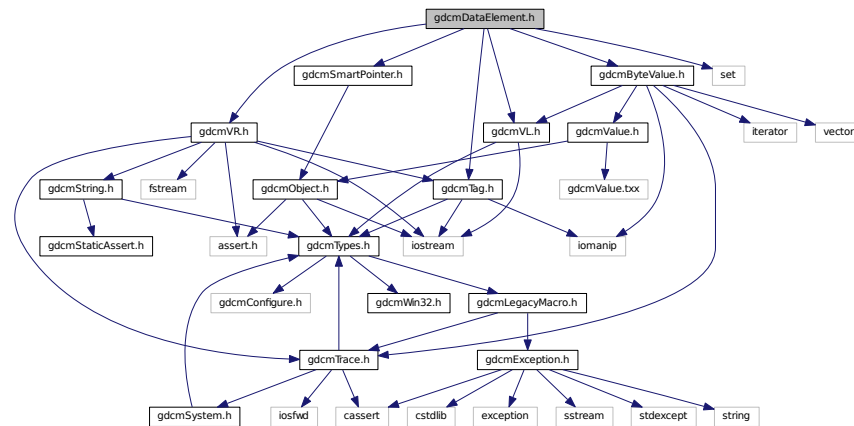 gdcmDataElement.h
gdcmSmartPointer.h
gdcmByteValue.h
set
gdcmVR.h
gdcmVL.h
gdcmValue.h
iterator
vector
gdcmString.h
fstream
gdcmObject.h
gdcmTag.h
gdcmValue.txx
gdcmStaticAssert.h
assert.h
gdcmTypes.h
iostream
iomanip
gdcmConfigure.h
gdcmWin32.h
gdcmLegacyMacro.h
gdcmTrace.h
gdcmException.h
gdcmSystem.h
iosfwd
cassert
cstdlib
exception
sstream
stdexcept
string